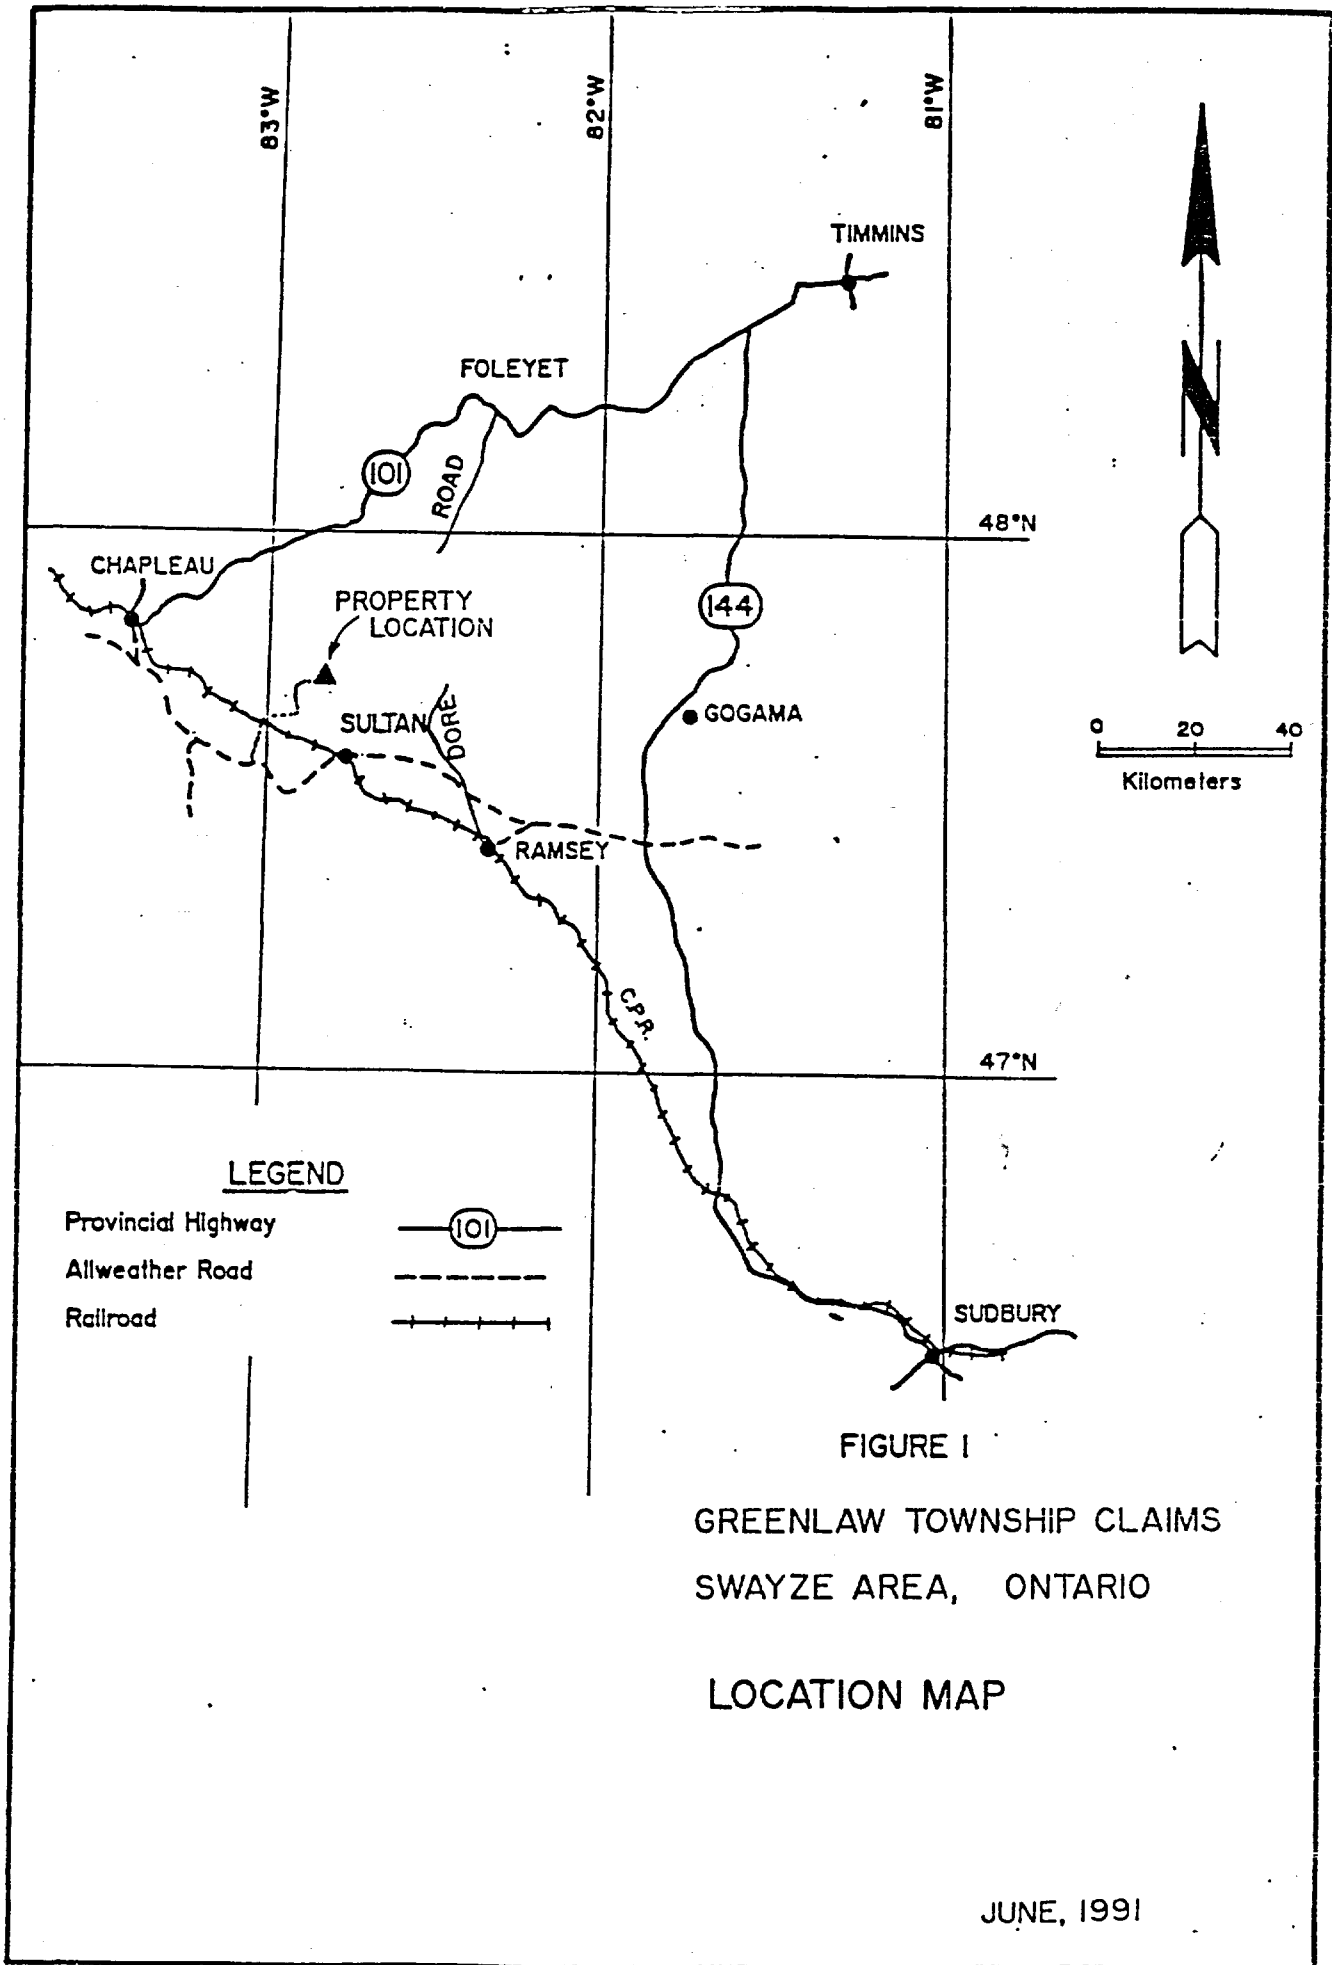 83°W
82°W
81°W
TIMMINS
FOLEYET
101
ROAD
N
48°N
CHAPLEAU
144
PROPERTY
LOCATION
DORE
SULTAN
GOGAMA
0 20 40
Kilometers
RAMSEY
C.P.R.
47°N
LEGEND
Provincial Highway
101
Allweather Road
Railroad
SUDBURY
FIGURE 1
GREENLAW TOWNSHIP CLAIMS
SWAYZE AREA, ONTARIO
LOCATION MAP
JUNE, 1991